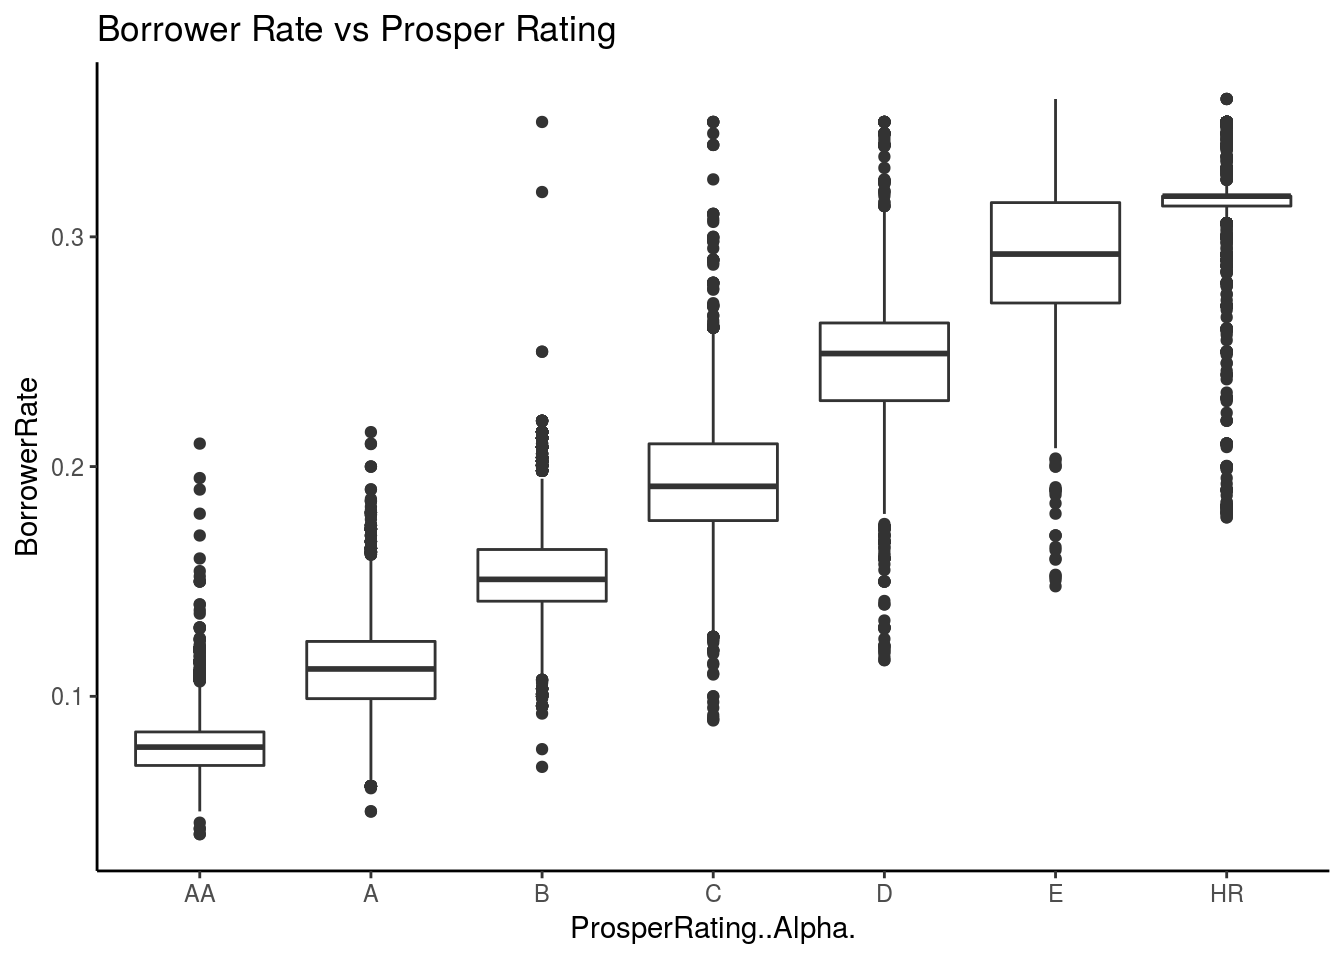 Borrower Rate vs Prosper Rating
BorrowerRate
0.3
0.2
0.1
AA A B C D E HR
ProsperRating..Alpha.